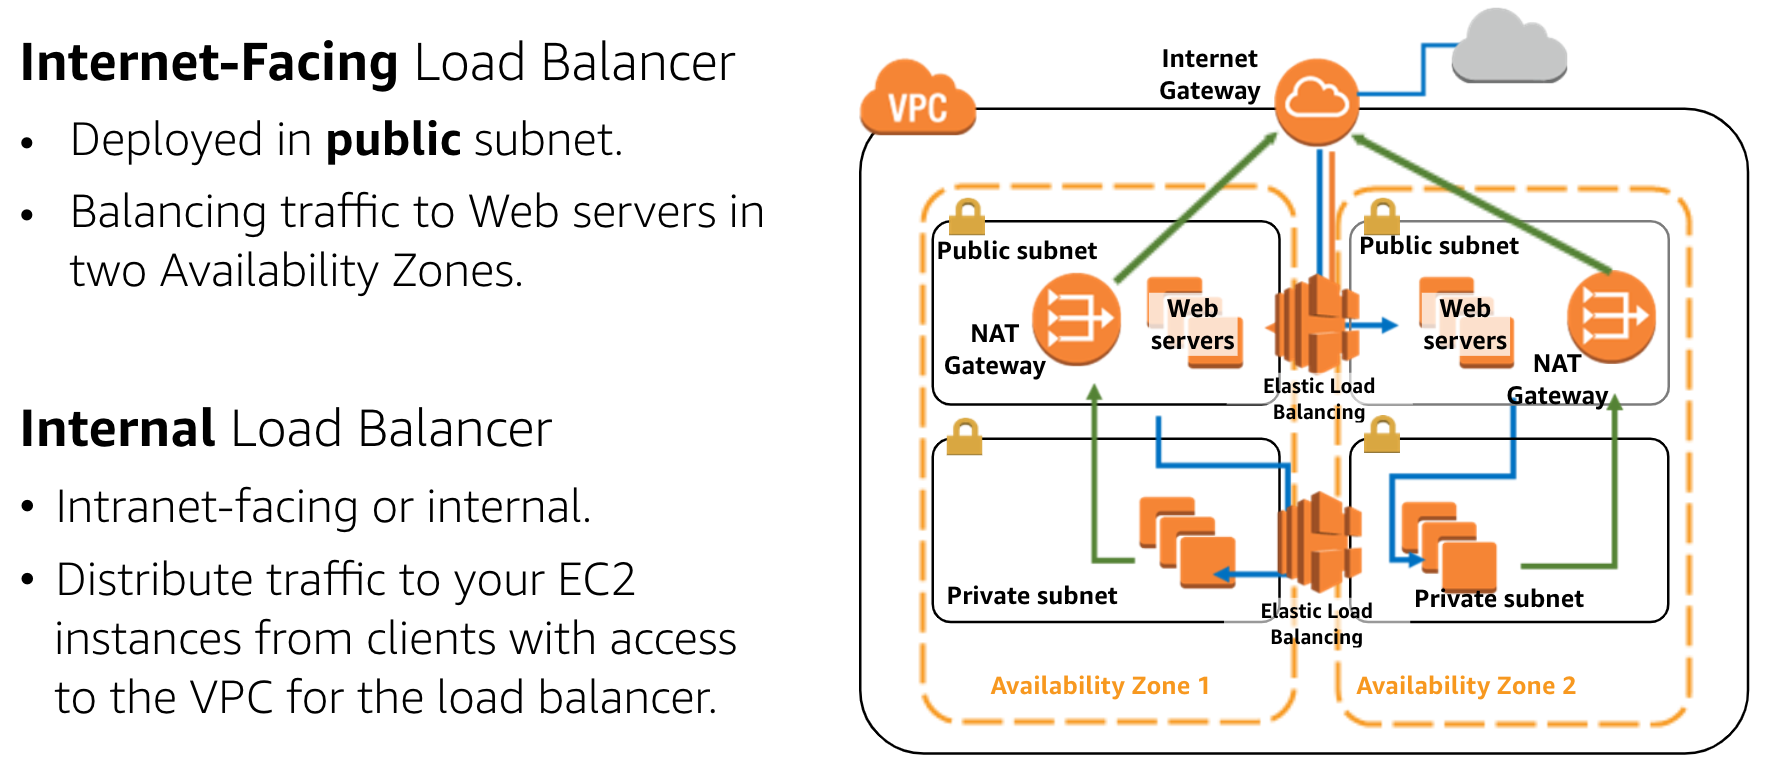 Internet-Facing Load Balancer
• Deployed in public subnet.
• Balancing traffic to Web servers in
two Availability Zones.
Internal Load Balancer
• Intranet-facing or internal.
• Distribute traffic to your EC2
instances from clients with access
to the VPC for the load balancer.
Internet
Gateway
VPC
Public subnet
NAT
Gateway
Web
servers
Elastic Load
Balancing
Public subnet
Web
servers
NAT
Gateway
Private subnet
Elastic Load
Balancing
Private subnet
Availability Zone 1
Availability Zone 2